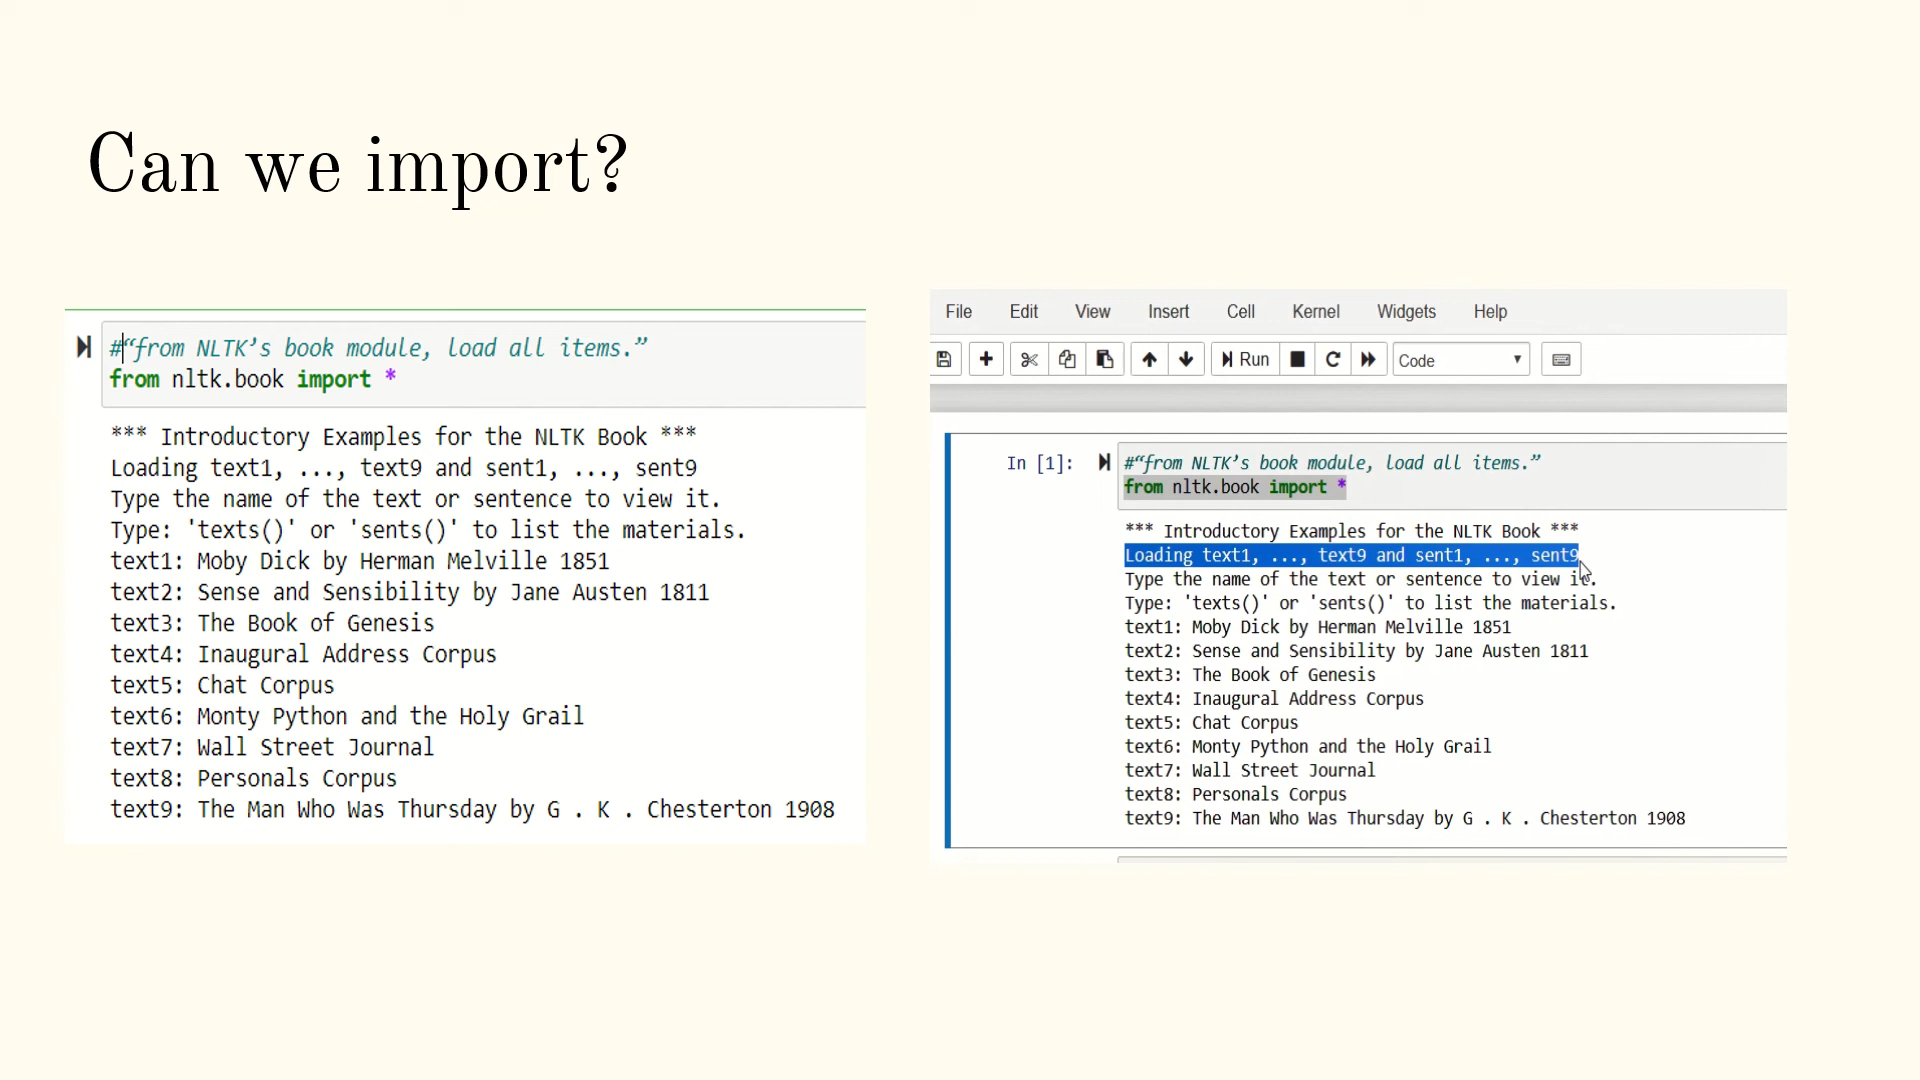 Can we import?
#“from NLTK’s book module, load all items.”
from nltk.book import *
*** Introductory Examples for the NLTK Book ***
Loading text1, ..., text9 and sent1, ..., sent9
Type the name of the text or sentence to view it.
Type: 'texts()' or 'sents()' to list the materials.
text1: Moby Dick by Herman Melville 1851
text2: Sense and Sensibility by Jane Austen 1811
text3: The Book of Genesis
text4: Inaugural Address Corpus
text5: Chat Corpus
text6: Monty Python and the Holy Grail
text7: Wall Street Journal
text8: Personals Corpus
text9: The Man Who Was Thursday by G . K . Chesterton 1908
File Edit View Insert Cell Kernel Widgets Help
Run Code
In [1]: #“from NLTK’s book module, load all items.”
from nltk.book import *
*** Introductory Examples for the NLTK Book ***
Loading text1, ..., text9 and sent1, ..., sent9
Type the name of the text or sentence to view it.
Type: 'texts()' or 'sents()' to list the materials.
text1: Moby Dick by Herman Melville 1851
text2: Sense and Sensibility by Jane Austen 1811
text3: The Book of Genesis
text4: Inaugural Address Corpus
text5: Chat Corpus
text6: Monty Python and the Holy Grail
text7: Wall Street Journal
text8: Personals Corpus
text9: The Man Who Was Thursday by G . K . Chesterton 1908